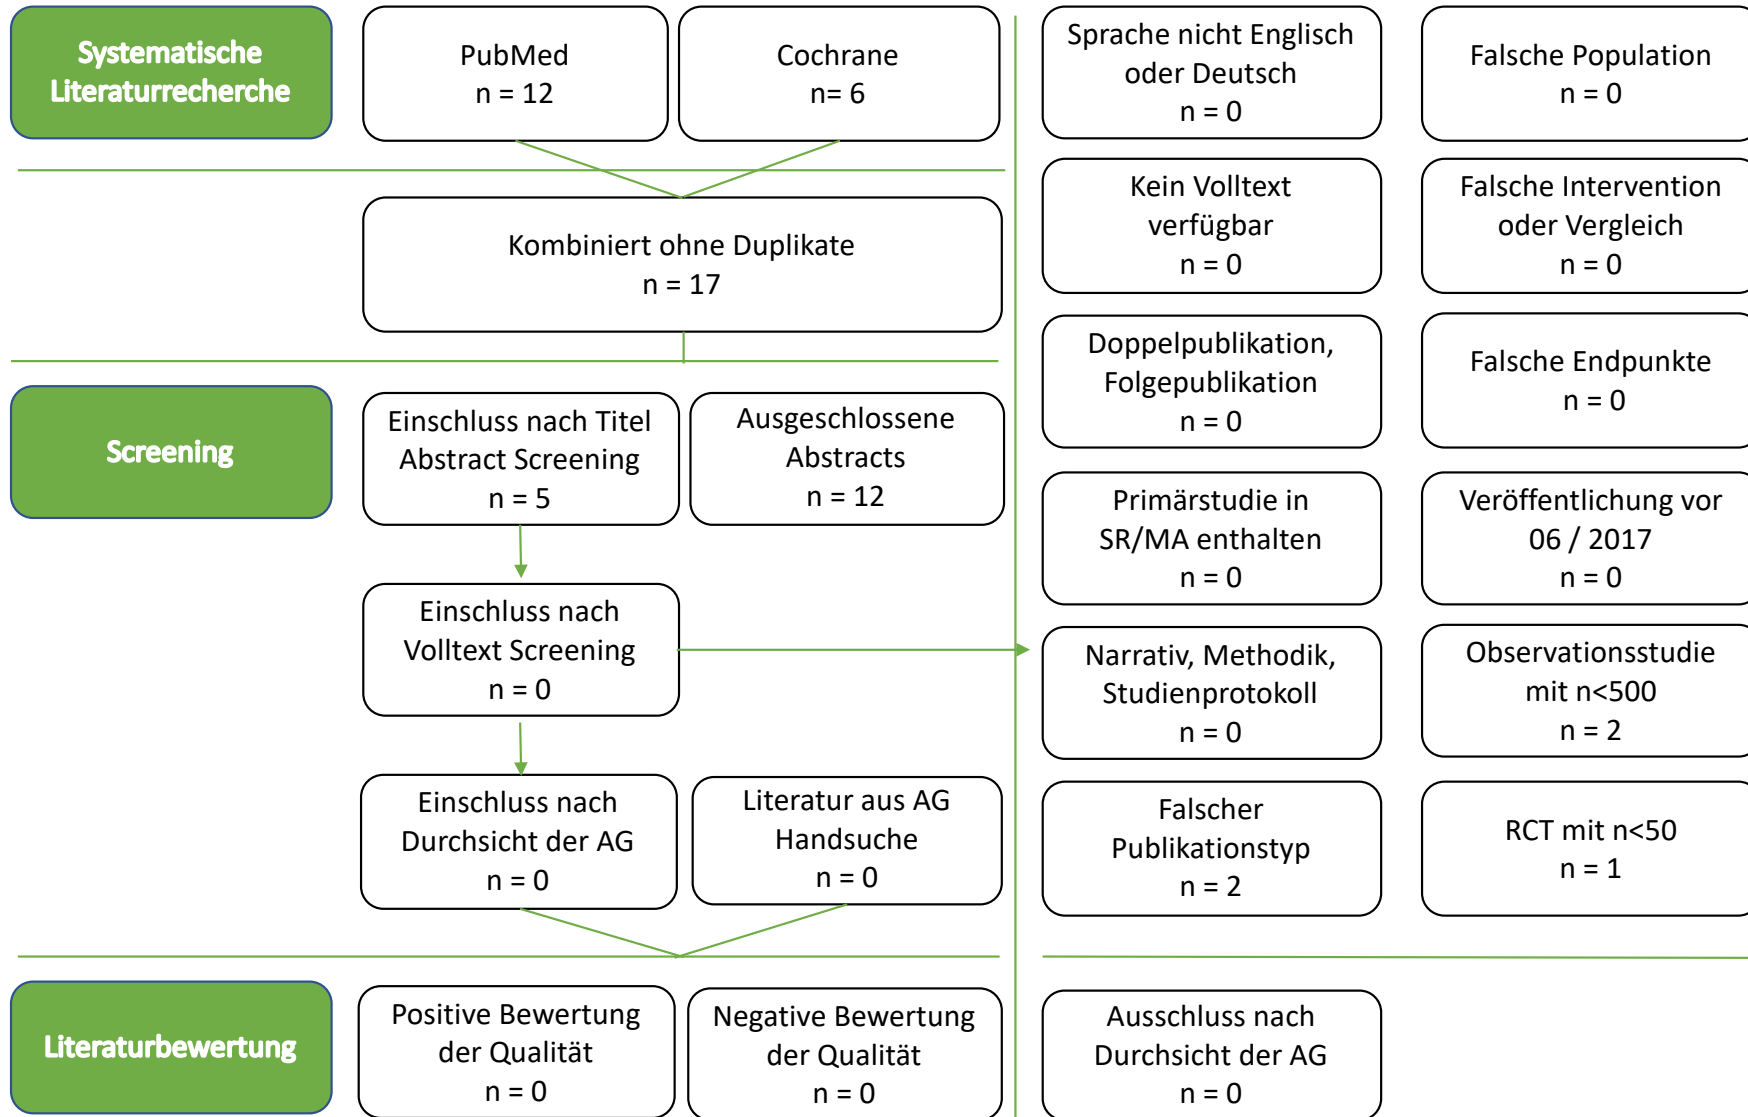 Systematische
Literaturrecherche
PubMed
n = 12
Cochrane
n= 6
Kombiniert ohne Duplikate
n = 17
Screening
Einschluss nach Titel
Abstract Screening
n = 5
Ausgeschlossene
Abstracts
n = 12
Einschluss nach
Volltext Screening
n = 0
Einschluss nach
Durchsicht der AG
n = 0
Literatur aus AG
Handsuche
n = 0
Literaturbewertung
Positive Bewertung
der Qualität
n = 0
Negative Bewertung
der Qualität
n = 0
Sprache nicht Englisch
oder Deutsch
n = 0
Falsche Population
n = 0
Kein Volltext
verfügbar
n = 0
Falsche Intervention
oder Vergleich
n = 0
Doppelpublikation,
Folgepublikation
n = 0
Falsche Endpunkte
n = 0
Primärstudie in
SR/MA enthalten
n = 0
Veröffentlichung vor
06 / 2017
n = 0
Narrativ, Methodik,
Studienprotokoll
n = 0
Observationsstudie
mit n<500
n = 2
Falscher
Publikationstyp
n = 2
RCT mit n<50
n = 1
Ausschluss nach
Durchsicht der AG
n = 0